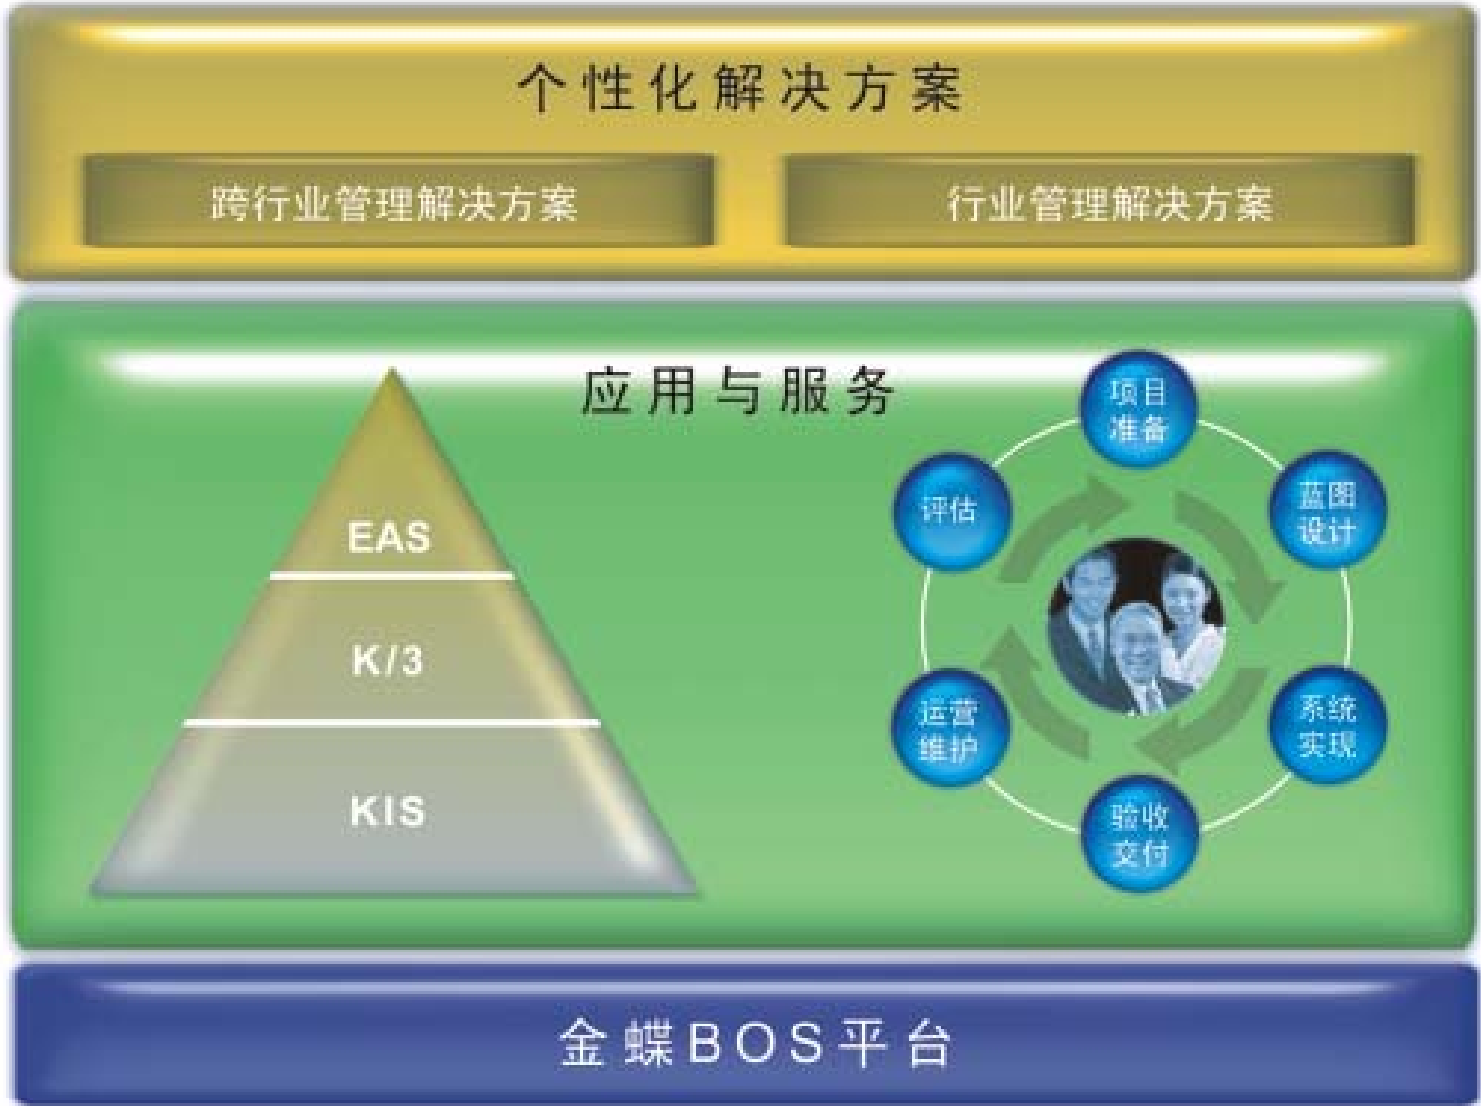 个性化解决方案
跨行业管理解决方案
行业管理解决方案
应用与服务
EAS
K/3
KIS
项目
准备
蓝图
设计
系统
实现
验收
交付
运营
维护
评估
金蝶BOS平台